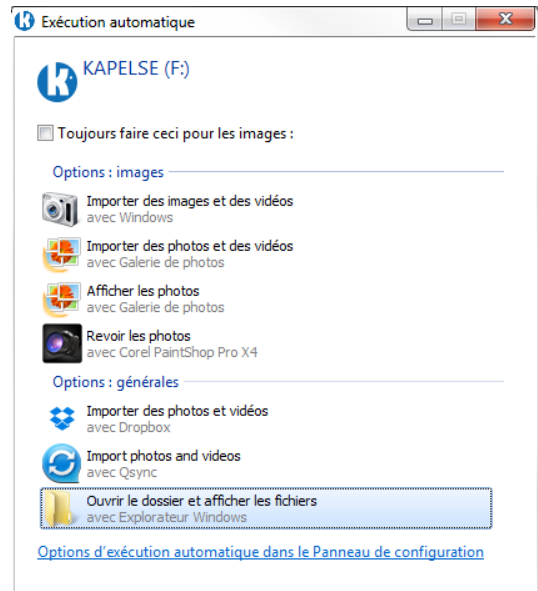 Exécution automatique
KAPELSE (F:)
Toujours faire ceci pour les images :
Options : images
Importer des images et des vidéos
avec Windows
Importer des photos et des vidéos
avec Galerie de photos
Afficher les photos
avec Galerie de photos
Revoir les photos
avec Corel PaintShop Pro X4
Options : générales
Importer des photos et vidéos
avec Dropbox
Import photos and videos
avec Qsync
Ouvrir le dossier et afficher les fichiers
avec Explorateur Windows
Options d'exécution automatique dans le Panneau de configuration